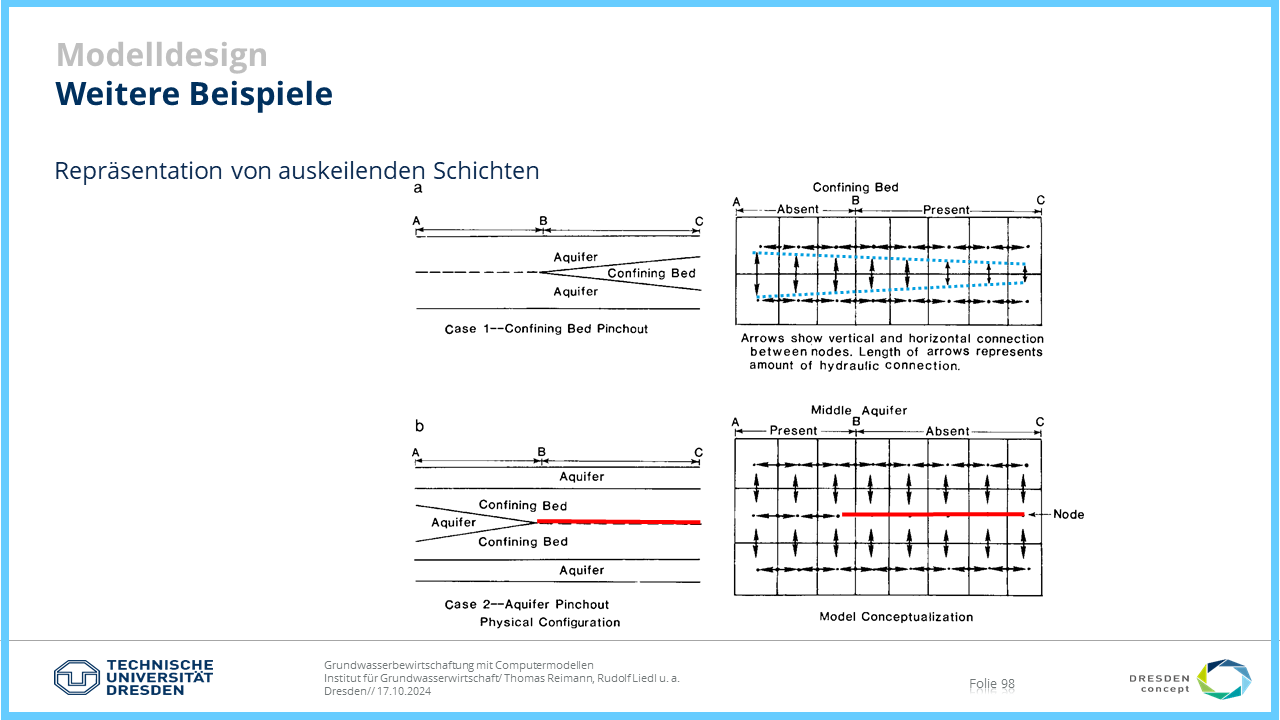 Modelldesign
Weitere Beispiele
Repräsentation von auskeilenden Schichten
a
A B C
Aquifer
Confining Bed
Aquifer
Case 1--Confining Bed Pinchout
Confining Bed
A B C
Absent Present
Arrows show vertical and horizontal connection
between nodes. Length of arrows represents
amount of hydraulic connection.
b
A B C
Aquifer
Confining Bed
Aquifer
Confining Bed
Aquifer
Case 2--Aquifer Pinchout
Physical Configuration
Middle Aquifer
A B C
Present Absent
Node
Model Conceptualization
TECHNISCHE
UNIVERSITÄT
DRESDEN
Grundwasserbewirtschaftung mit Computermodellen
Institut für Grundwasserwirtschaft/ Thomas Reimann, Rudolf Liedl u. a.
Dresden// 17.10.2024
Folie 98
DRESDEN
concept